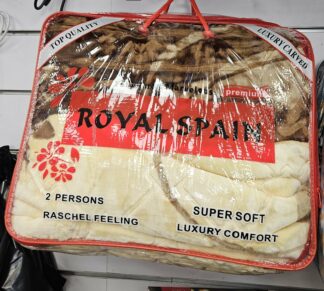 TOP QUALITY
LUXURY CARVED
premium
ROYAL SPAIN
2 PERSONS
RASCHEL FEELING
SUPER SOFT
LUXURY COMFORT